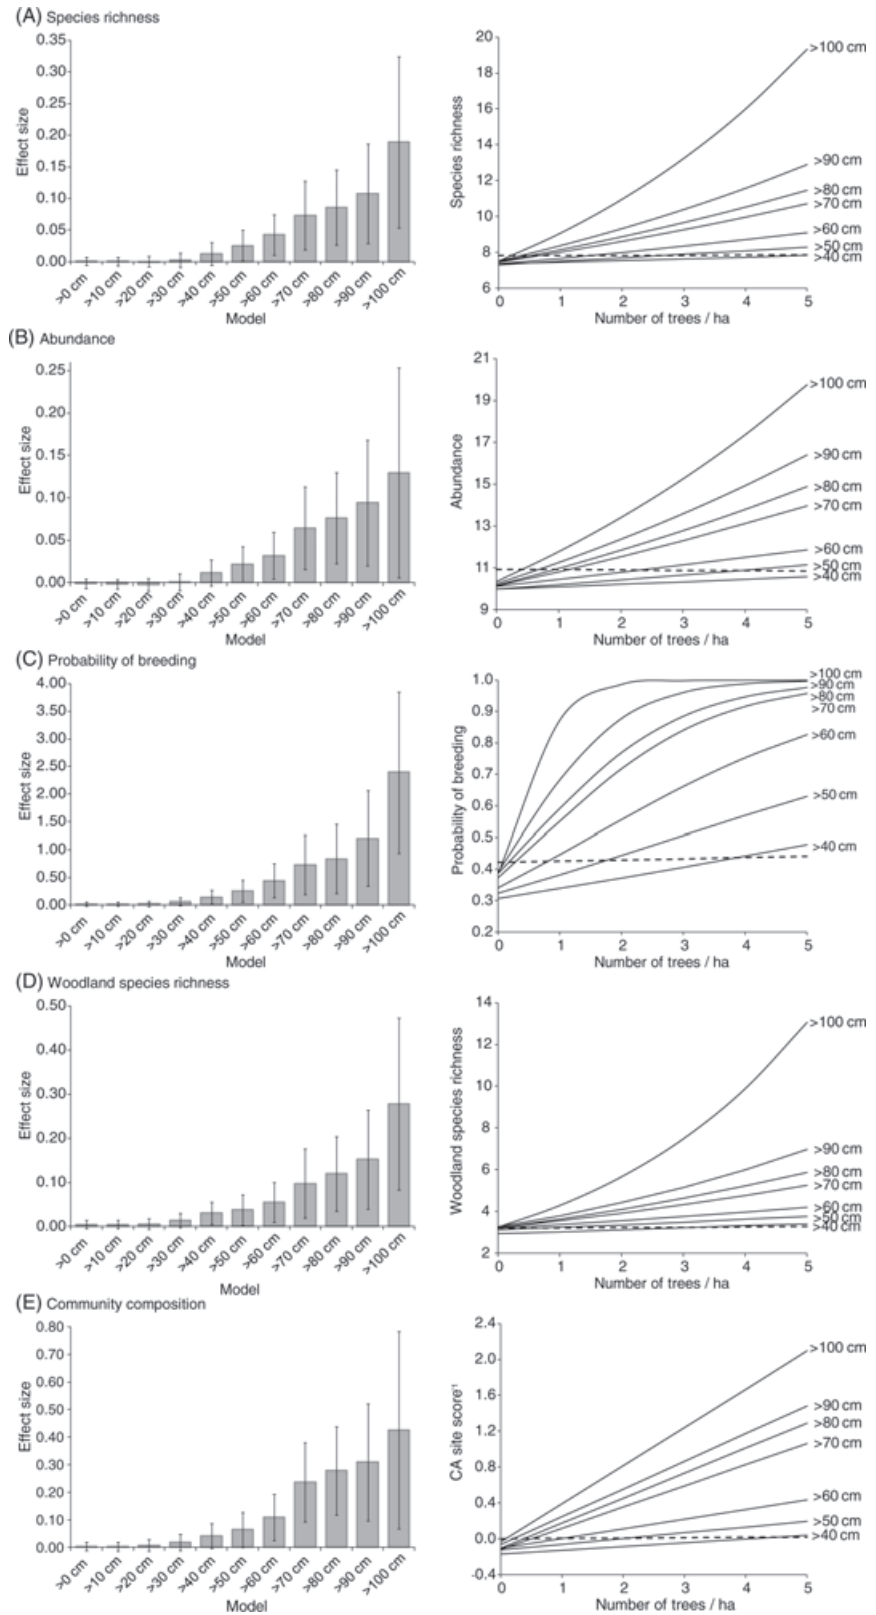 (A) Species richness
0.35
0.30
0.25
0.20
0.15
0.10
0.05
0.00
Effect size
>0 cm
>10 cm
>20 cm
>30 cm
>40 cm
>50 cm
>60 cm
>70 cm
>80 cm
>90 cm
>100 cm
Model
20
18
16
14
12
10
8
6
Species richness
>100 cm
>90 cm
>80 cm
>70 cm
>60 cm
>50 cm
>40 cm
0 1 2 3 4 5
Number of trees / ha
(B) Abundance
0.25
0.20
0.15
0.10
0.05
0.00
Effect size
>0 cm
>10 cm
>20 cm
>30 cm
>40 cm
>50 cm
>60 cm
>70 cm
>80 cm
>90 cm
>100 cm
Model
21
19
17
15
13
11
9
Abundance
>100 cm
>90 cm
>80 cm
>70 cm
>60 cm
>50 cm
>40 cm
0 1 2 3 4 5
Number of trees / ha
(C) Probability of breeding
4.00
3.50
3.00
2.50
2.00
1.50
1.00
0.50
0.00
Effect size
>0 cm
>10 cm
>20 cm
>30 cm
>40 cm
>50 cm
>60 cm
>70 cm
>80 cm
>90 cm
>100 cm
Model
1.0
0.9
0.8
0.7
0.6
0.5
0.4
0.3
0.2
Probability of breeding
>100 cm
>90 cm
>80 cm
>70 cm
>60 cm
>50 cm
>40 cm
0 1 2 3 4 5
Number of trees / ha
(D) Woodland species richness
0.50
0.40
0.30
0.20
0.10
0.00
Effect size
>0 cm
>10 cm
>20 cm
>30 cm
>40 cm
>50 cm
>60 cm
>70 cm
>80 cm
>90 cm
>100 cm
Model
14
12
10
8
6
4
2
Woodland species richness
>100 cm
>90 cm
>80 cm
>70 cm
>60 cm
>50 cm
>40 cm
0 1 2 3 4 5
Number of trees / ha
(E) Community composition
0.80
0.70
0.60
0.50
0.40
0.30
0.20
0.10
0.00
Effect size
>0 cm
>10 cm
>20 cm
>30 cm
>40 cm
>50 cm
>60 cm
>70 cm
>80 cm
>90 cm
>100 cm
Model
2.4
2.0
1.6
1.2
0.8
0.4
0.0
-0.4
CA site score¹
>100 cm
>90 cm
>80 cm
>70 cm
>60 cm
>50 cm
>40 cm
0 1 2 3 4 5
Number of trees / ha